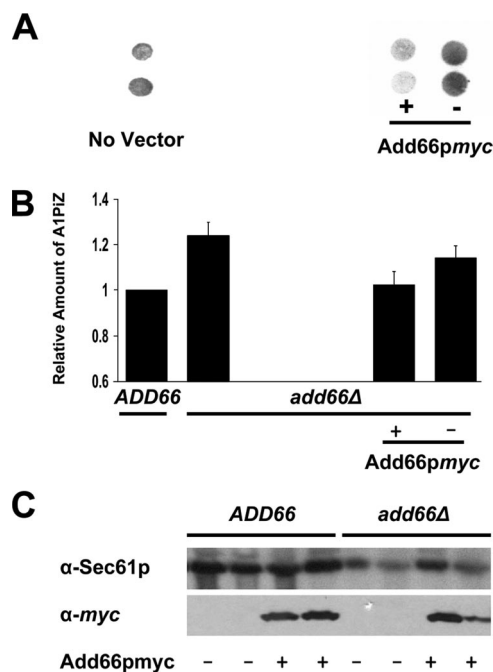 A
+ -
No Vector
Add66pmyc
B
Relative Amount of A1PiZ
1.4
1.2
1
0.8
0.6
ADD66
add66Δ
+ −
Add66pmyc
C
ADD66 add66Δ
α-Sec61p
α-myc
Add66pmyc − − + + − − + +